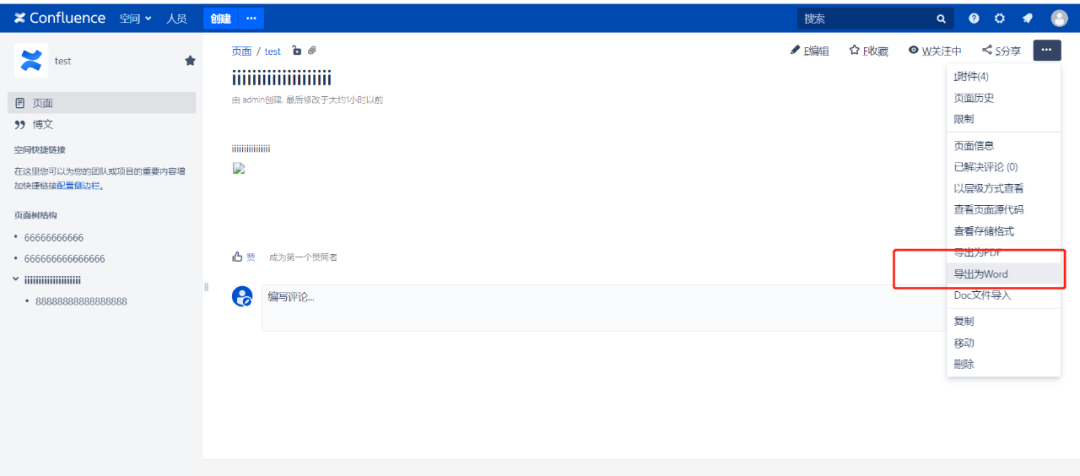 Confluence 空间 人员 创建 ··· 搜索
test
页面 / test
E编辑 F收藏 W关注中 S分享 ···
iiiiiiiiiiiiiiiiiii
由 admin创建, 最后修改于大约1小时以前
页面
博文
空间快捷链接
在这里您可以为您的团队或项目的重要内容增
加快捷链接配置侧边栏。
页面树结构
66666666666
666666666666666
iiiiiiiiiiiiiiiiiii
88888888888888888
iiiiiiiiiiiiiiiiiii
赞 成为第一个赞同者
编写评论...
t附件(4)
页面历史
限制
页面信息
已解决评论 (0)
以层级方式查看
查看页面源代码
查看存储格式
导出为PDF
导出为Word
Doc文件导入
复制
移动
删除